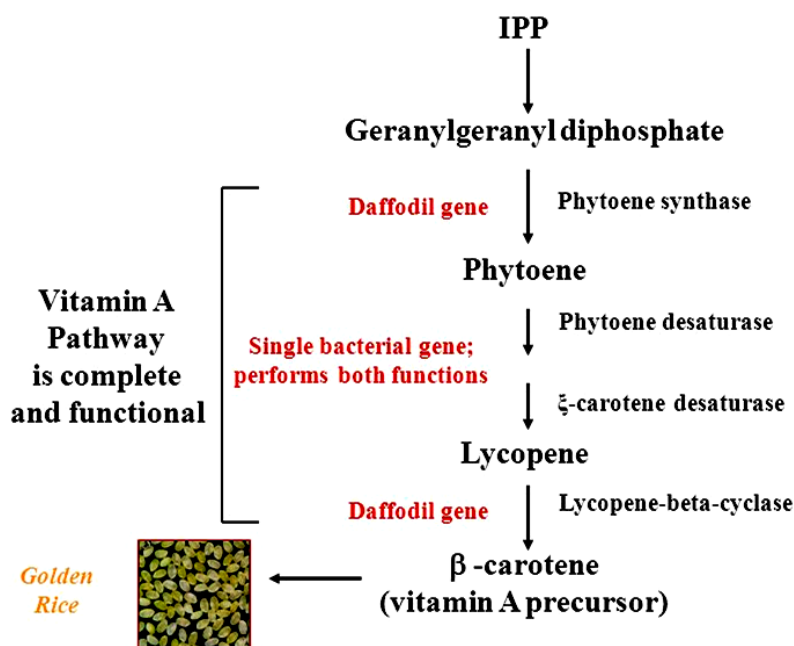 IPP
Geranylgeranyl diphosphate
Daffodil gene
Phytoene synthase
Phytoene
Vitamin A
Pathway
is complete
and functional
Single bacterial gene;
performs both functions
Phytoene desaturase
ξ-carotene desaturase
Lycopene
Daffodil gene
Lycopene-beta-cyclase
β -carotene
(vitamin A precursor)
Golden
Rice